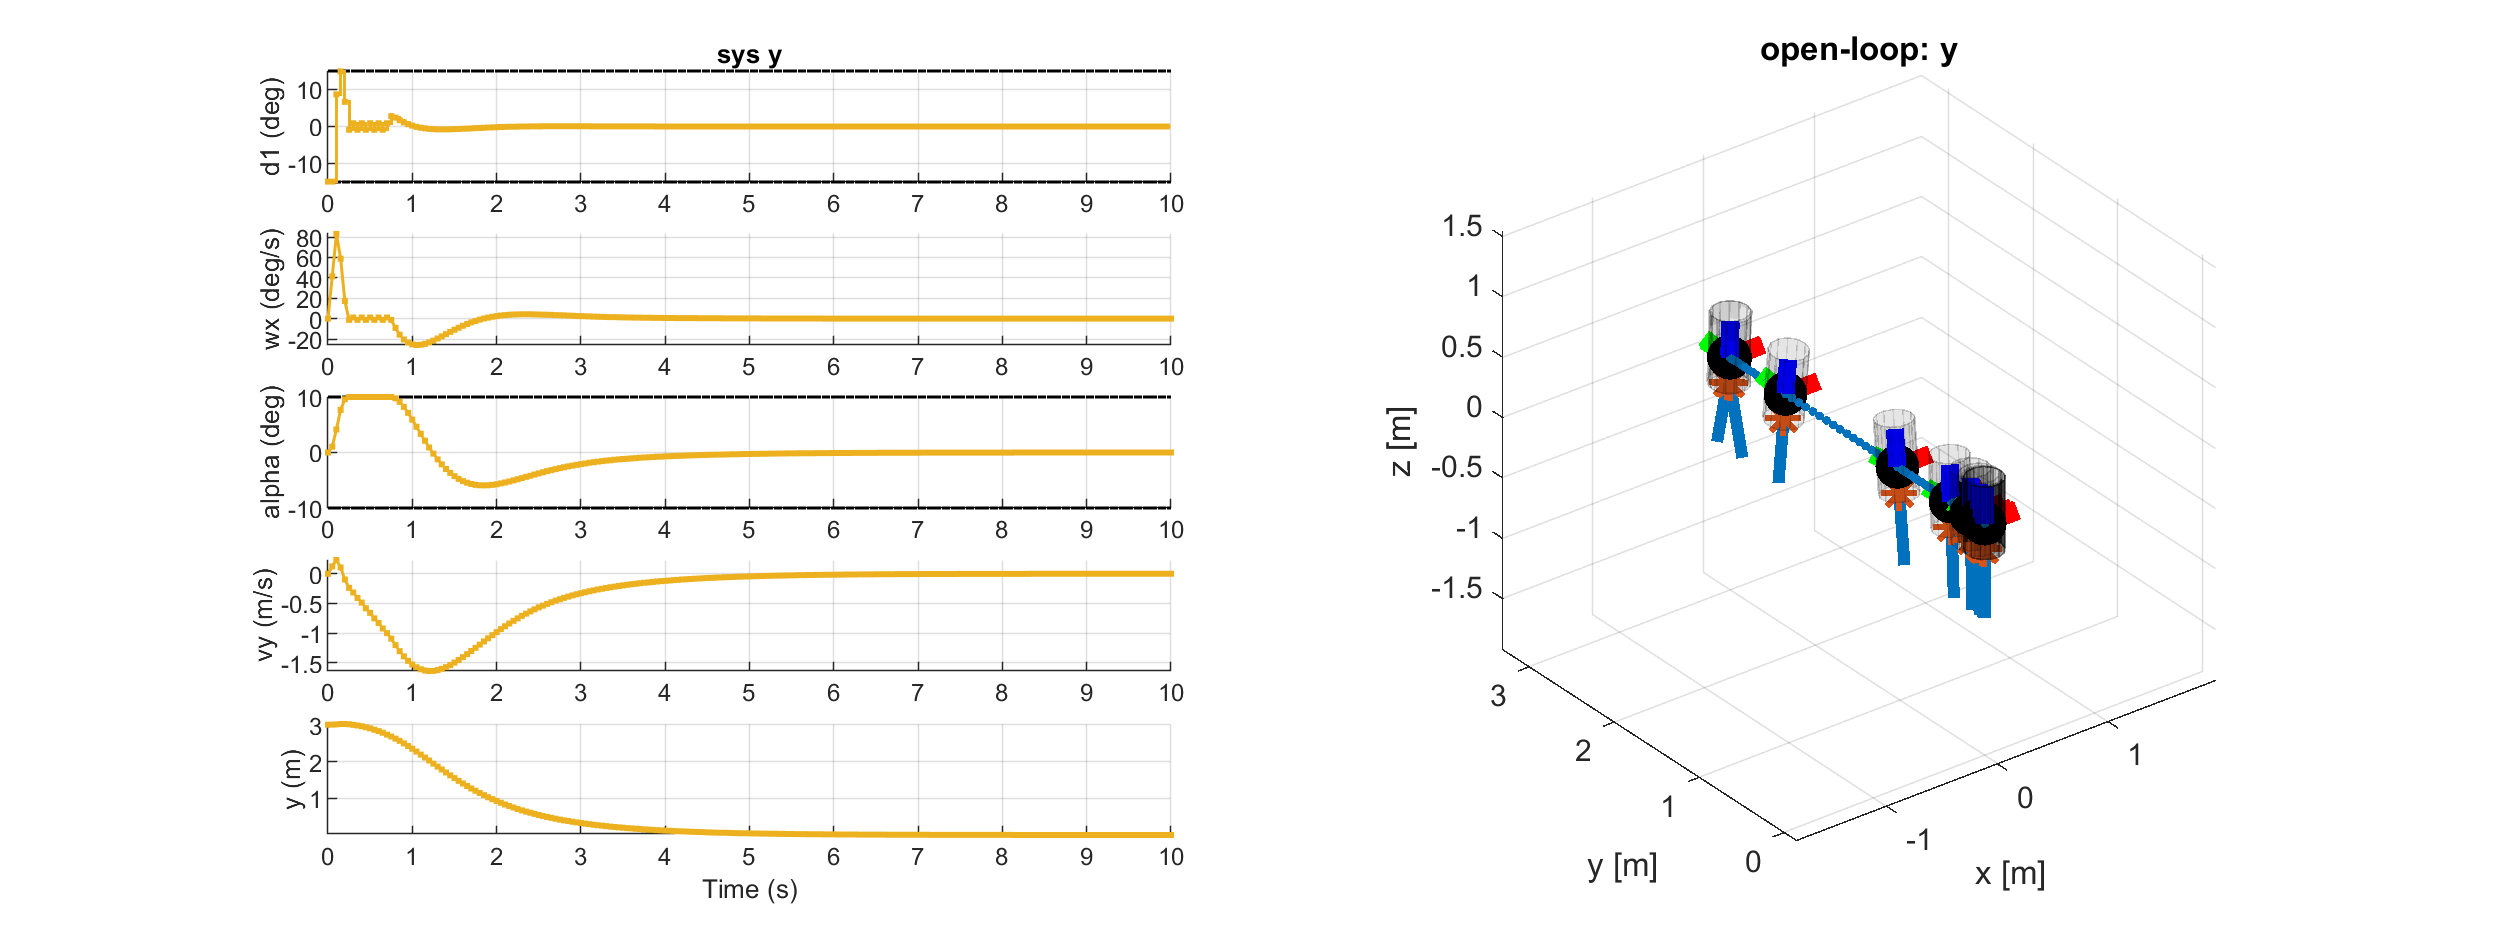 sys y
d1 (deg)
10
0
-10
0 1 2 3 4 5 6 7 8 9 10
wx (deg/s)
80
60
40
20
0
-20
0 1 2 3 4 5 6 7 8 9 10
alpha (deg)
10
0
-10
0 1 2 3 4 5 6 7 8 9 10
vy (m/s)
0
-0.5
-1
-1.5
0 1 2 3 4 5 6 7 8 9 10
y (m)
3
2
1
0 1 2 3 4 5 6 7 8 9 10
Time (s)
open-loop: y
z [m]
1.5
1
0.5
0
-0.5
-1
-1.5
3
2
1
0
y [m]
-1
0
1
x [m]